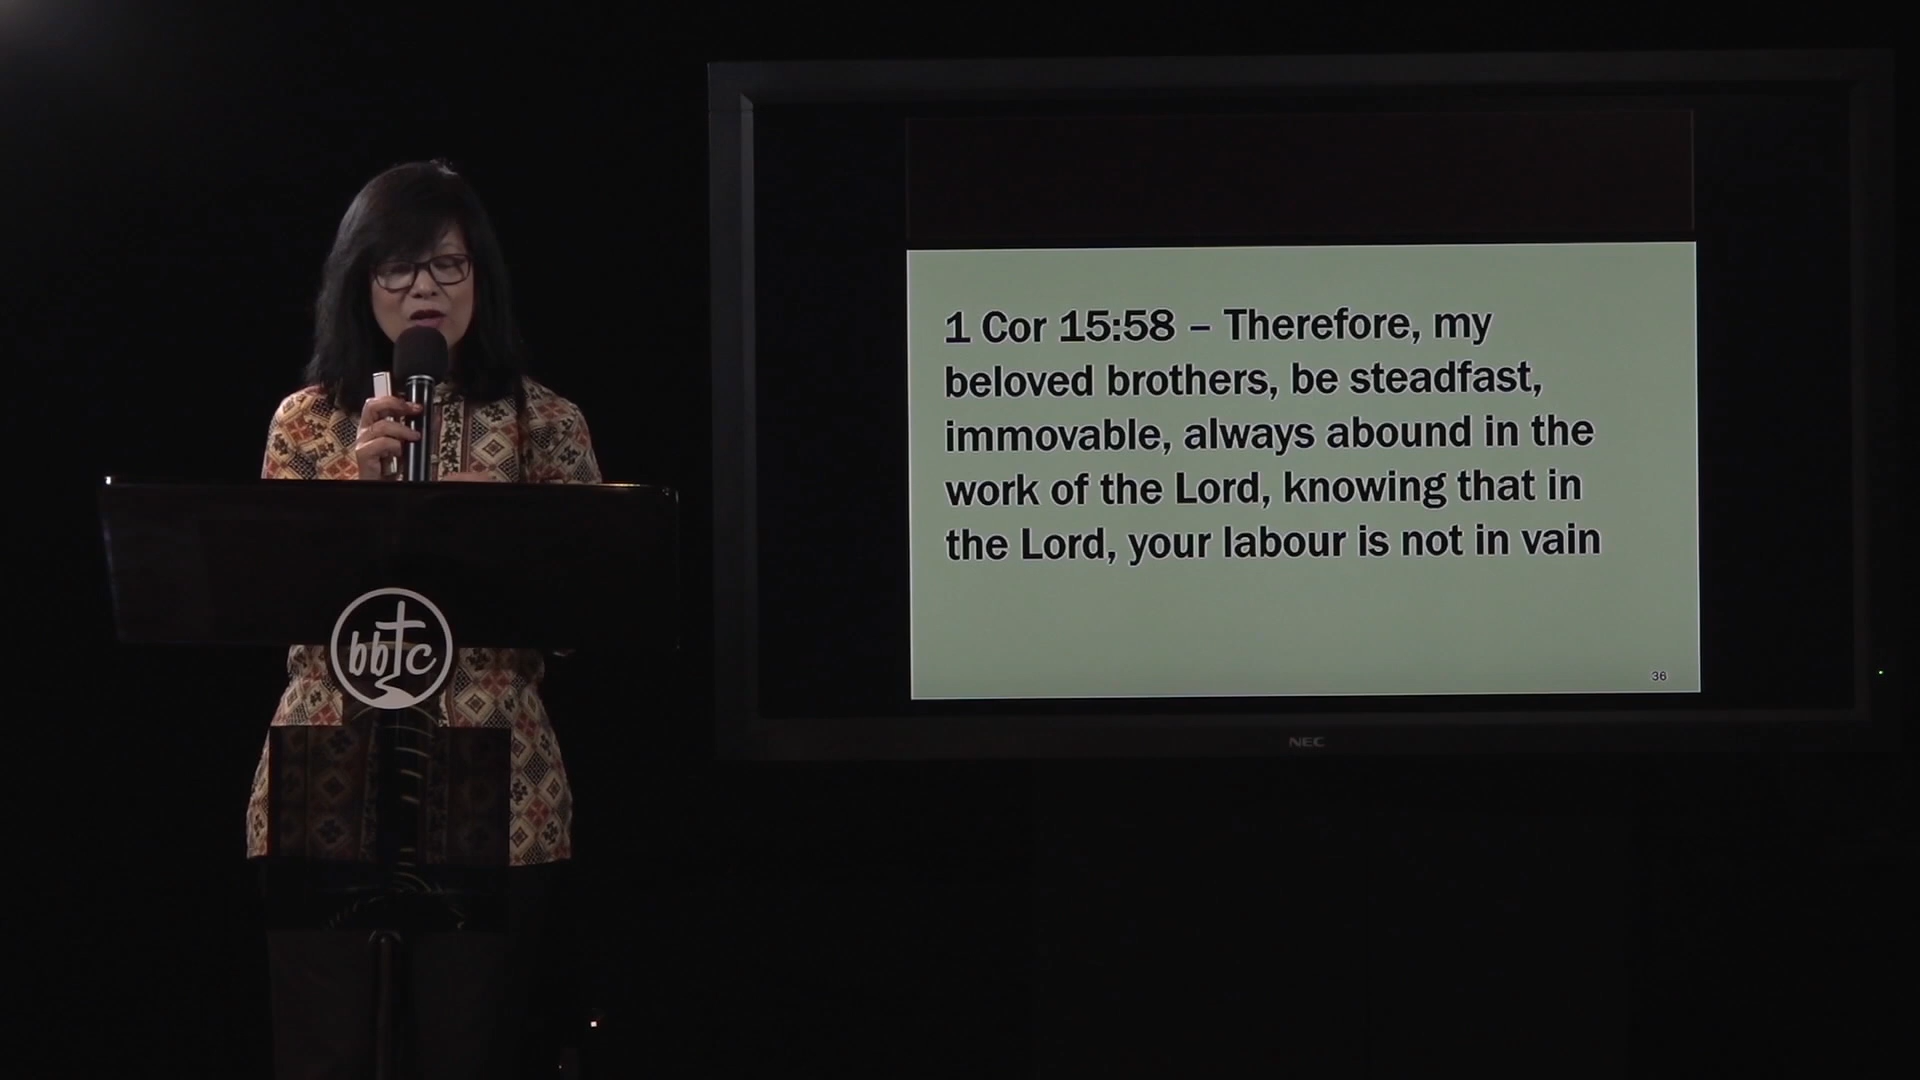 1 Cor 15:58 – Therefore, my
beloved brothers, be steadfast,
immovable, always abound in the
work of the Lord, knowing that in
the Lord, your labour is not in vain
36
NEC
bbtc